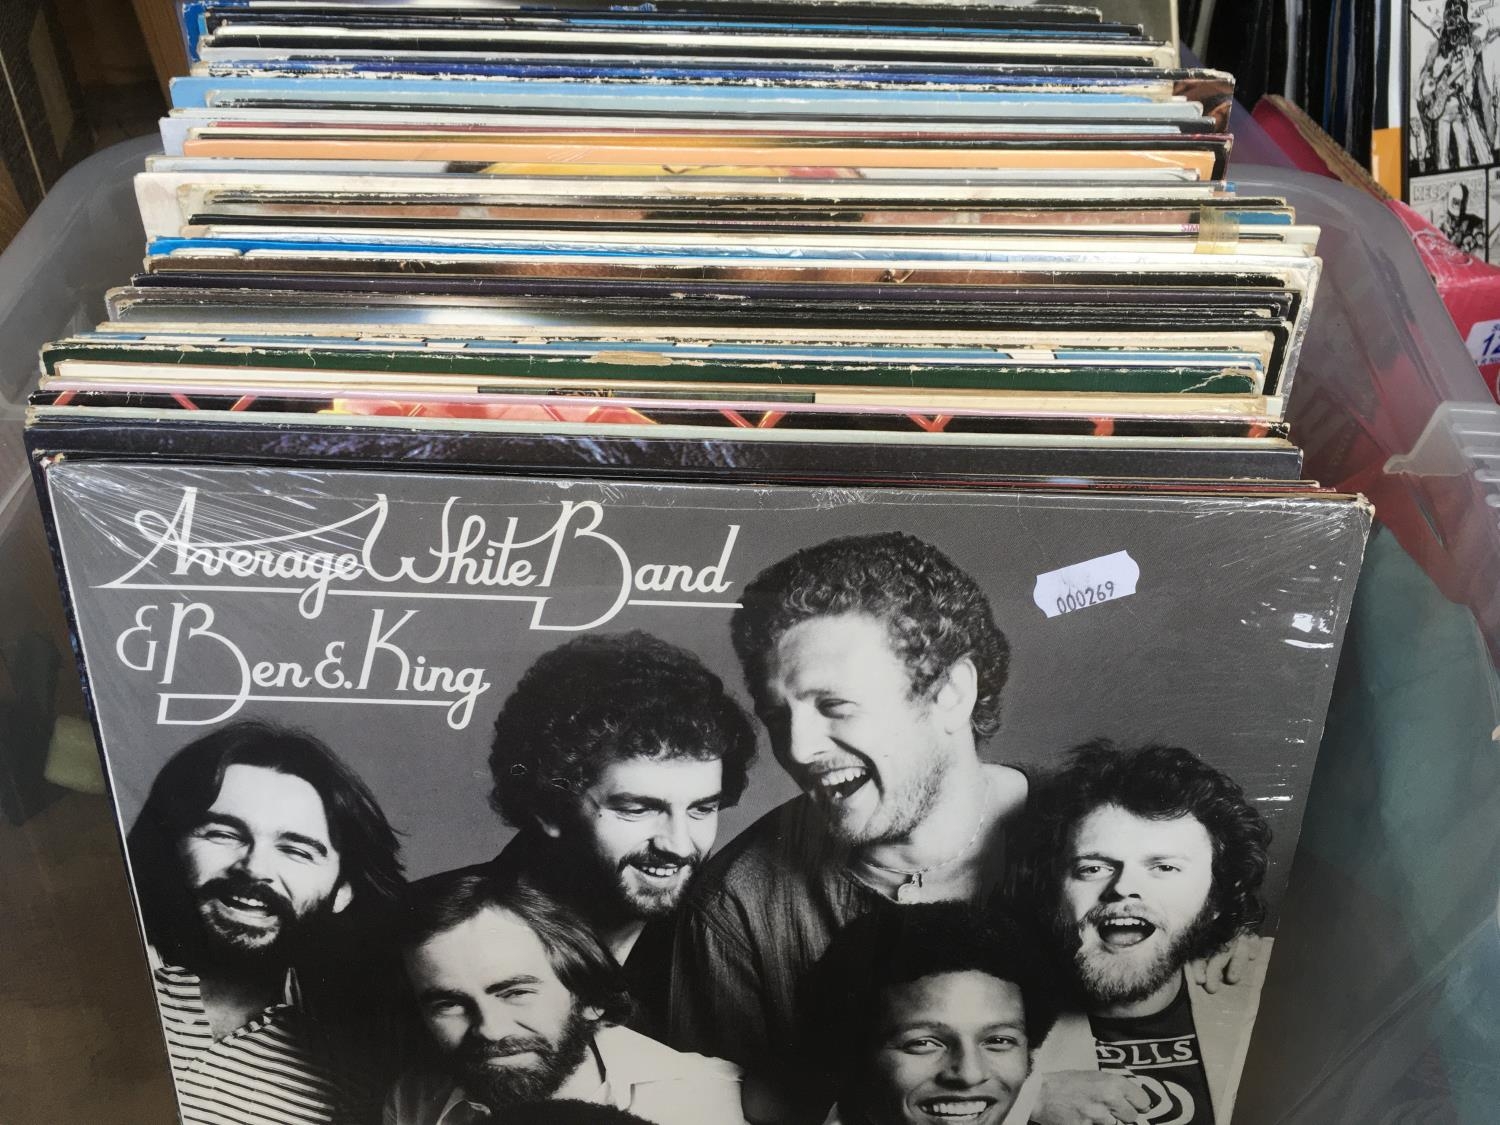 Average White Band
& Ben E. King
000269